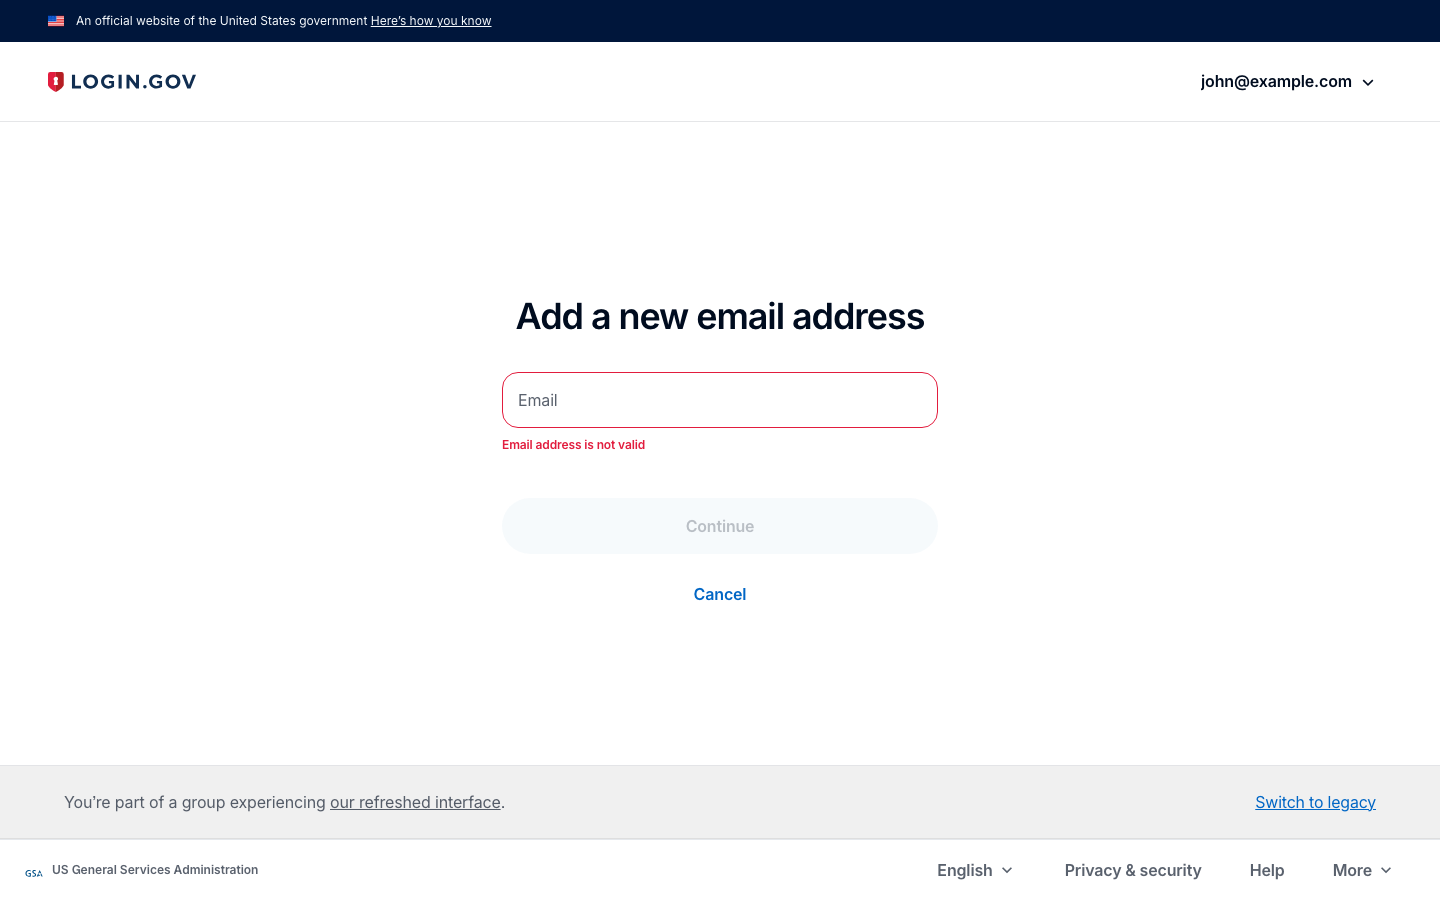 An official website of the United States government Here’s how you know
LOGIN.GOV
john@example.com
Add a new email address
Email
Email address is not valid
Continue
Cancel
You’re part of a group experiencing our refreshed interface.
Switch to legacy
GSA US General Services Administration
English
Privacy & security
Help
More